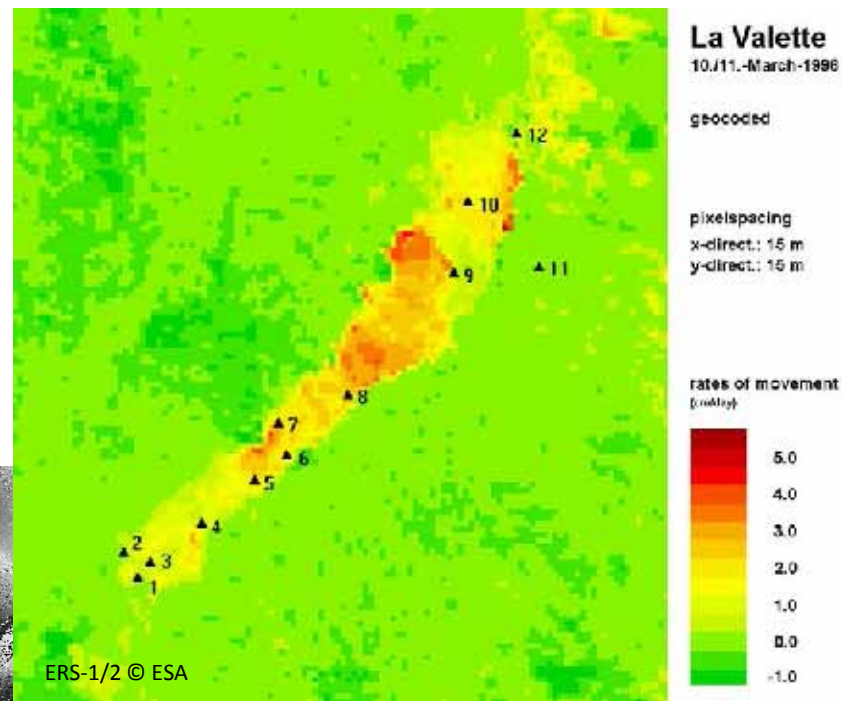 La Valette
10./11.-March-1996
geocoded
pixelspacing
x-direct.: 15 m
y-direct.: 15 m
rates of movement
(cm/day)
5.0
4.0
3.0
2.0
1.0
0.0
-1.0
12
10
11
9
8
7
6
5
4
2
3
1
ERS-1/2 © ESA